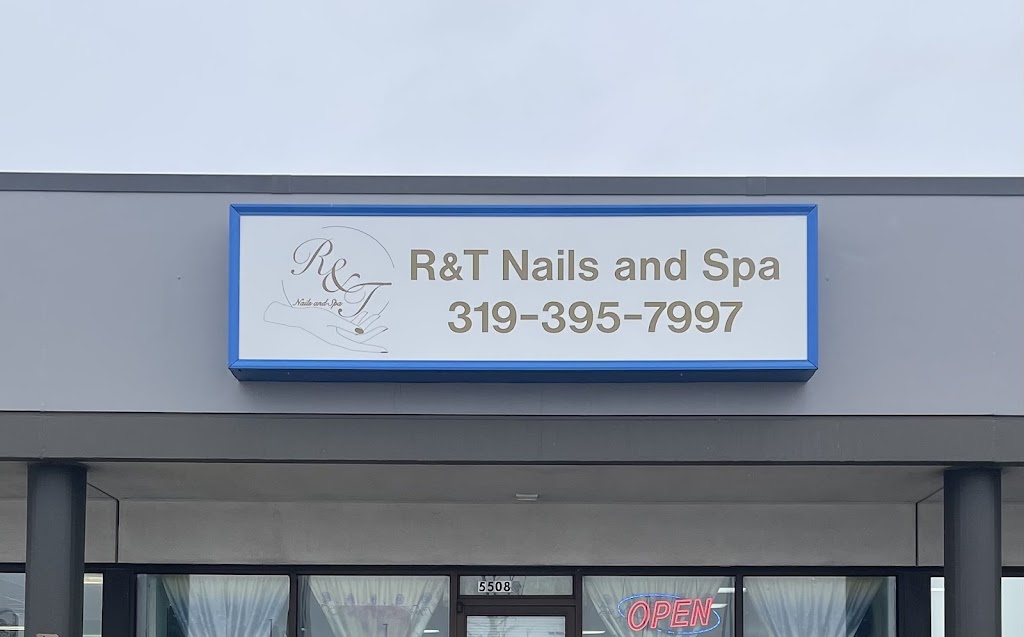 R&T
Nails and Spa
R&T Nails and Spa
319-395-7997
5508
OPEN